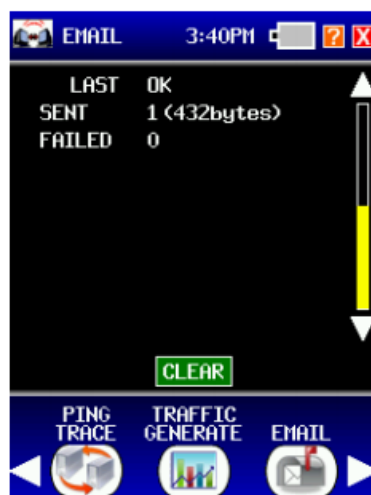 EMAIL 3:40PM ? X
LAST OK
SENT 1(432bytes)
FAILED 0
CLEAR
PING TRACE
TRAFFIC GENERATE
EMAIL